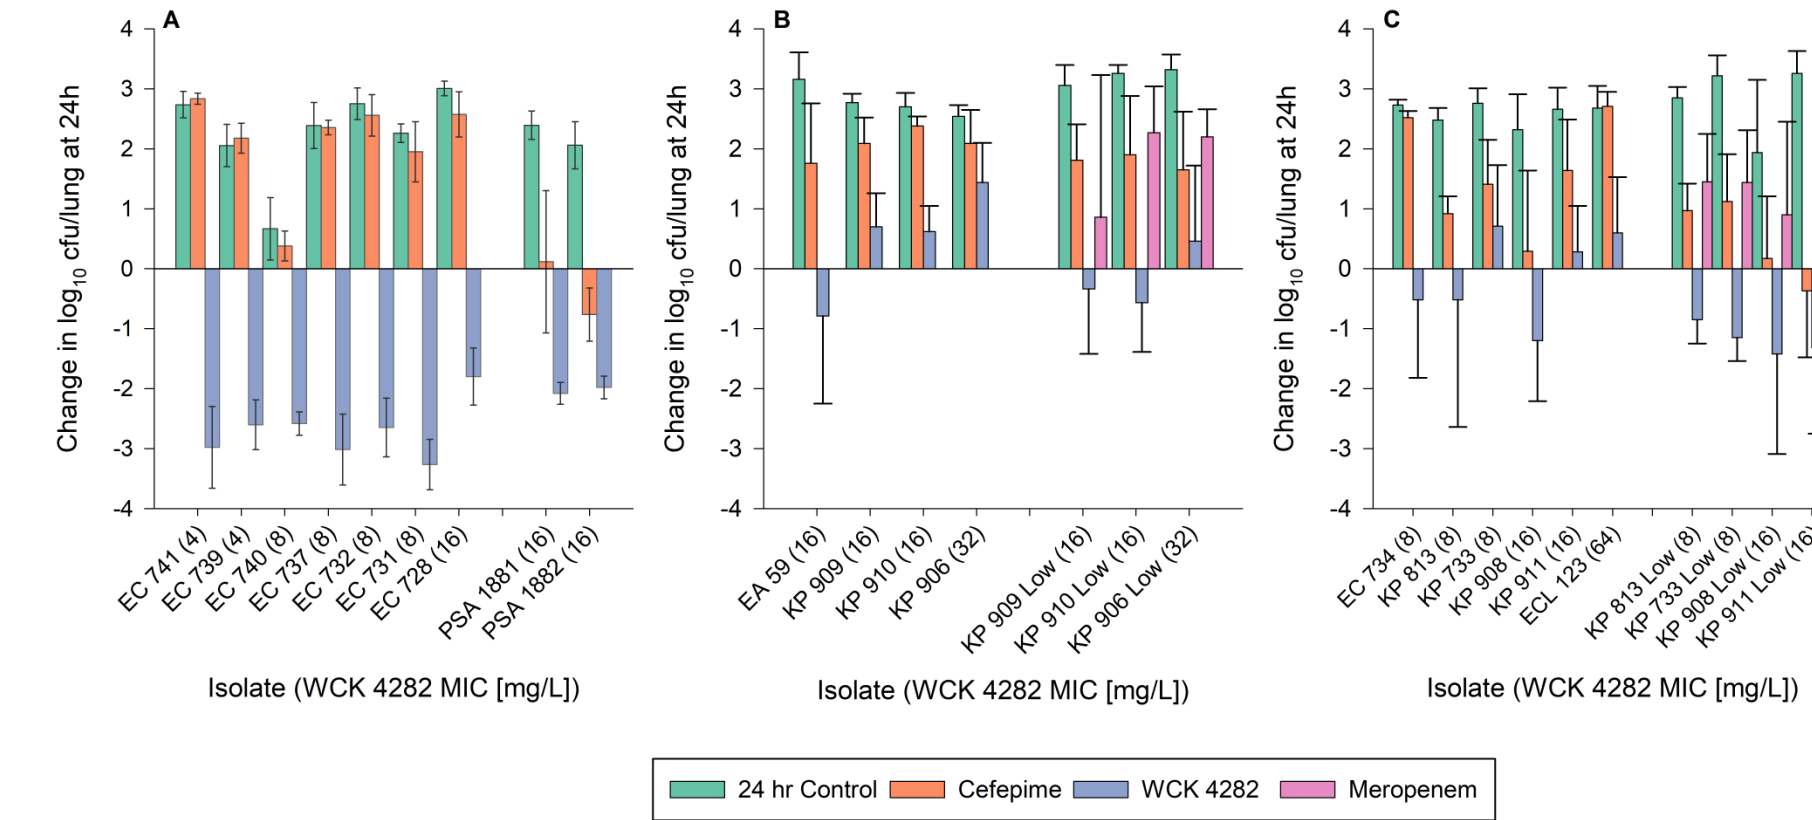 A
Change in log10 cfu/lung at 24h
4
3
2
1
0
-1
-2
-3
-4
EC 741 (4)
EC 739 (4)
EC 740 (8)
EC 737 (8)
EC 732 (8)
EC 731 (8)
EC 728 (16)
PSA 1881 (16)
PSA 1882 (16)
Isolate (WCK 4282 MIC [mg/L])
B
Change in log10 cfu/lung at 24h
4
3
2
1
0
-1
-2
-3
-4
EA 59 (16)
KP 909 (16)
KP 910 (16)
KP 906 (32)
KP 909 Low (16)
KP 910 Low (16)
KP 906 Low (32)
Isolate (WCK 4282 MIC [mg/L])
C
Change in log10 cfu/lung at 24h
4
3
2
1
0
-1
-2
-3
-4
EC 734 (8)
KP 813 (8)
KP 733 (8)
KP 908 (16)
KP 911 (16)
ECL 123 (64)
KP 813 Low (8)
KP 733 Low (8)
KP 908 Low (16)
KP 911 Low (16)
Isolate (WCK 4282 MIC [mg/L])
24 hr Control Cefepime WCK 4282 Meropenem